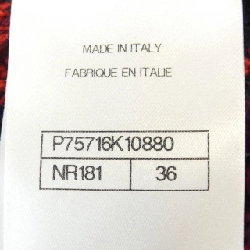 MADE IN ITALY
FABRIQUE EN ITALIE
P75716K10880
NR181 36